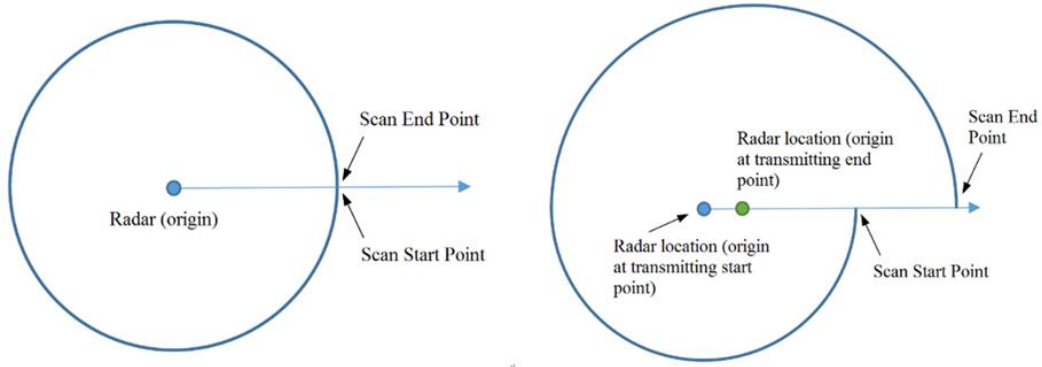 Scan End Point
Radar (origin)
Scan Start Point
Scan End
Point
Radar location (origin
at transmitting end
point)
Radar location (origin
at transmitting start
point)
Scan Start Point